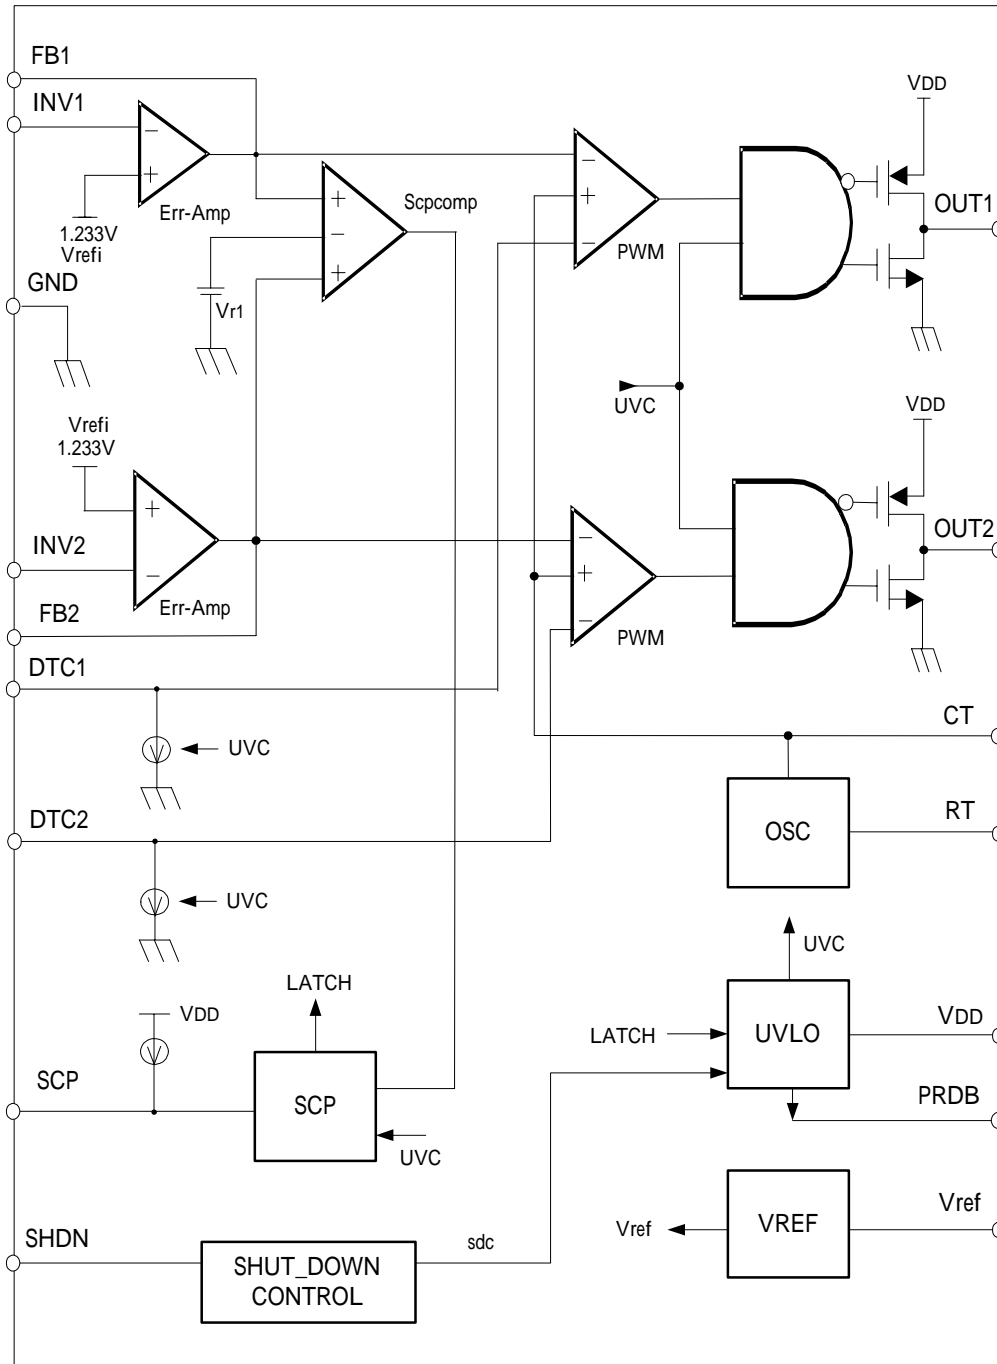 FB1
INV1
−
+
Err-Amp
1.233V
Vrefi
GND
+
−
+
Scpcomp
Vr1
−
+
−
PWM
VDD
OUT1
UVC
Vrefi
1.233V
+
−
INV2
Err-Amp
FB2
−
+
−
PWM
VDD
OUT2
DTC1
UVC
DTC2
UVC
CT
OSC
RT
UVC
LATCH
VDD
SCP
SCP
UVC
LATCH
UVLO
VDD
PRDB
Vref
VREF
Vref
SHDN
SHUT_DOWN
CONTROL
sdc